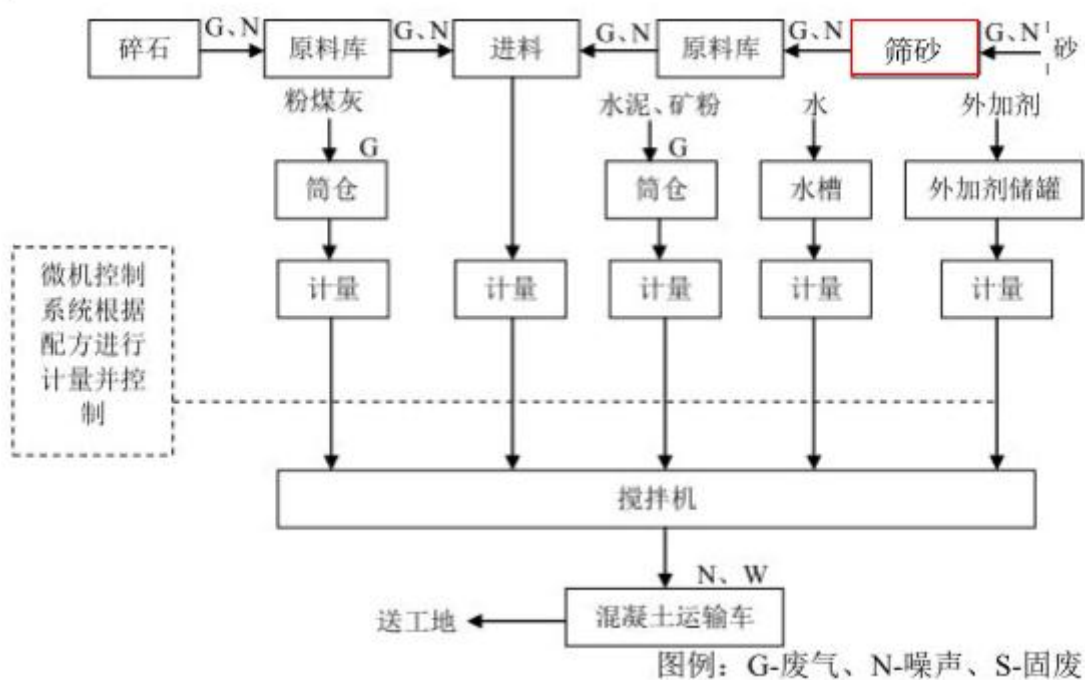 G、N
G、N
G、N
G、N
G、N
碎石
原料库
进料
原料库
筛砂
砂
粉煤灰
水泥、矿粉
水
外加剂
G
G
筒仓
筒仓
水槽
外加剂储罐
微机控制
系统根据
配方进行
计量并控
制
计量
计量
计量
计量
计量
搅拌机
N、W
送工地
混凝土运输车
图例：G-废气、N-噪声、S-固废